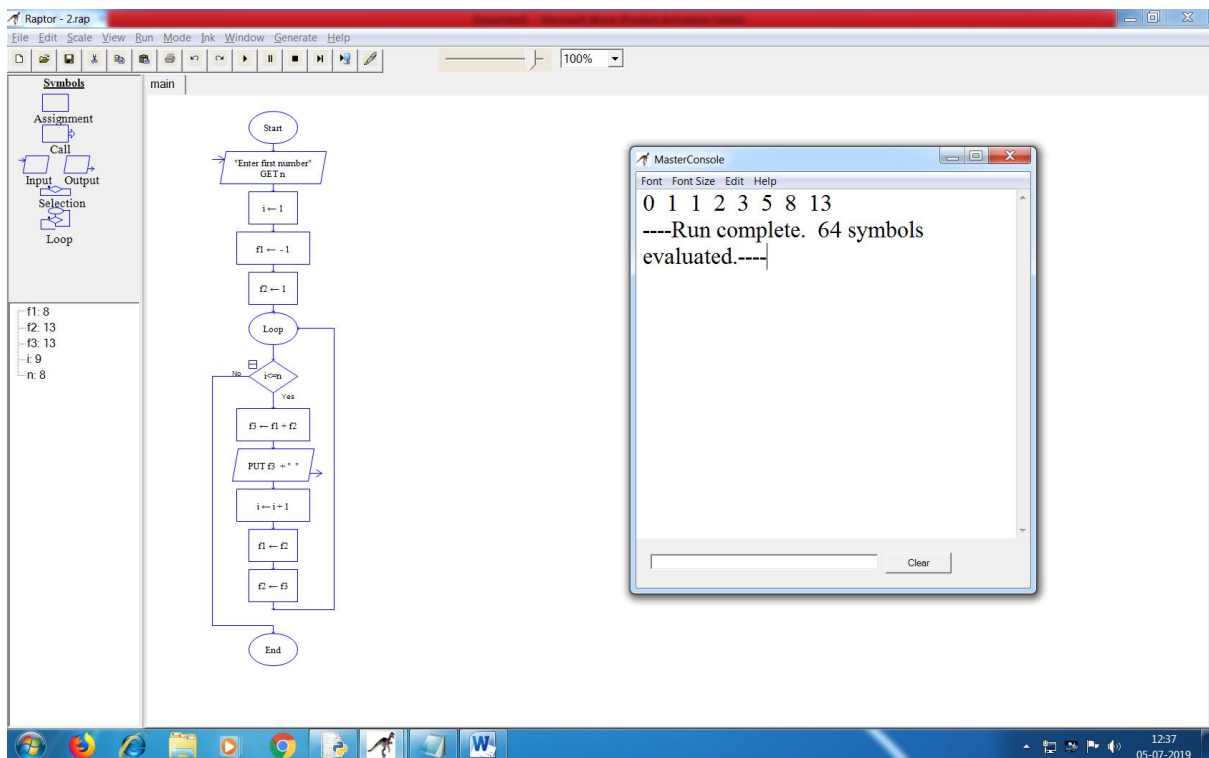 Raptor - 2.rap
File Edit Scale View Run Mode Ink Window Generate Help
100%
Symbols
Assignment
Call
Input Output
Selection
Loop
f1: 8
f2: 13
f3: 13
i: 9
n: 8
main
Start
"Enter first number"
GET n
i ← 1
f1 ← - 1
f2 ← 1
Loop
No
i<=n
Yes
f3 ← f1 + f2
PUT f3 + " "
i ← i + 1
f1 ← f2
f2 ← f3
End
MasterConsole
Font Font Size Edit Help
0 1 1 2 3 5 8 13
----Run complete. 64 symbols
evaluated.----
Clear
12:37
05-07-2019